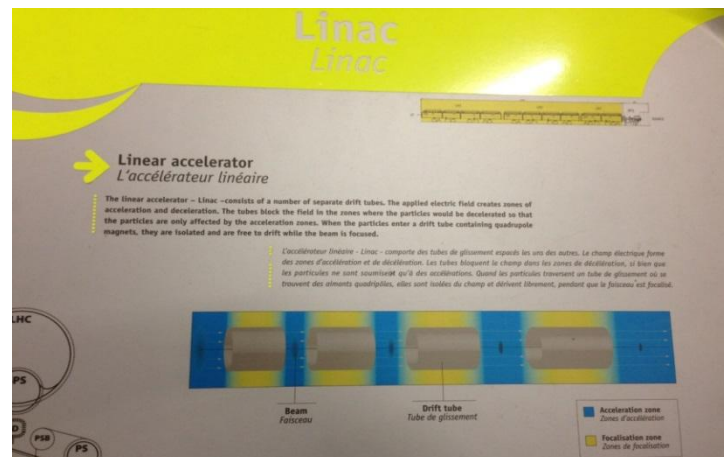 Linac
Linac
Linear accelerator
L'accélérateur linéaire
The linear accelerator – Linac –consists of a number of separate drift tubes. The applied electric field creates zones of
acceleration and deceleration. The tubes block the field in the zones where the particles would be decelerated so that
the particles are only affected by the acceleration zones. When the particles enter a drift tube containing quadrupole
magnets, they are isolated and are free to drift while the beam is focused.
L'accélérateur linéaire - Linac - comporte des tubes de glissement espacés les uns des autres. Le champ électrique forme
des zones d'accélération et de décélération. Les tubes bloquent le champ dans les zones de décélération, si bien que
les particules ne sont soumises qu'à des accélérations. Quand les particules traversent un tube de glissement où se
trouvent des aimants quadripôles, elles sont isolées du champ et dérivent librement, pendant que le faisceau est focalisé.
LHC
PS
Beam
Faisceau
Drift tube
Tube de glissement
Acceleration zone
Zones d'accélération
Focalisation zone
Zones de focalisation
PSB
PS